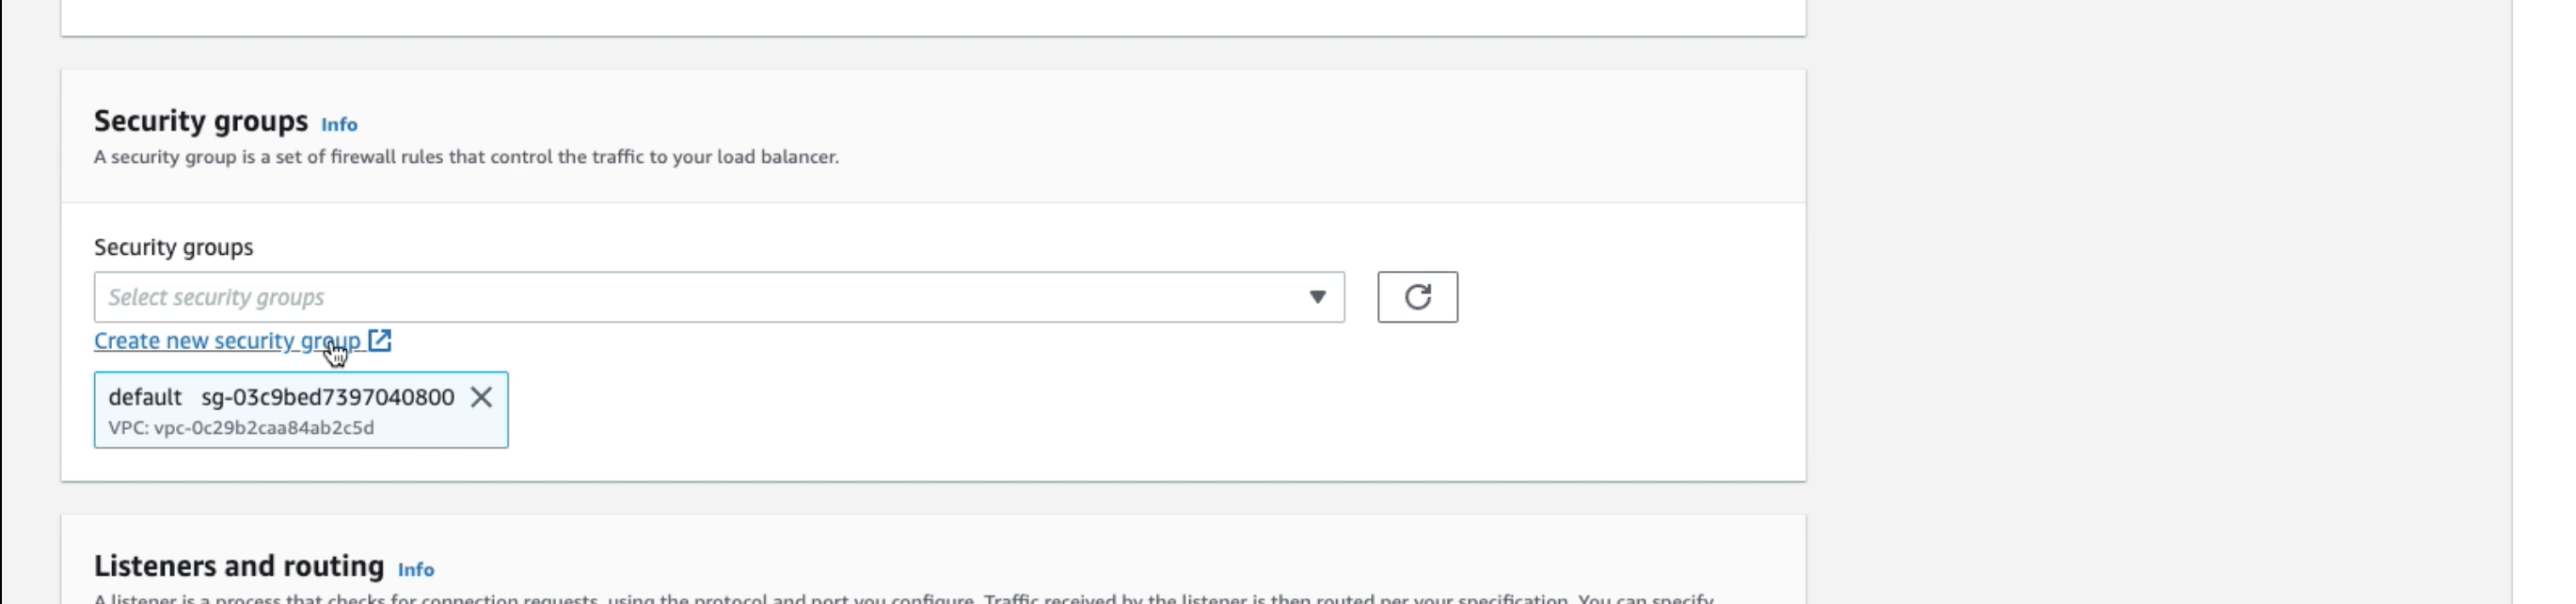 Security groups Info
A security group is a set of firewall rules that control the traffic to your load balancer.
Security groups
Select security groups
Create new security group
default sg-03c9bed7397040800
VPC: vpc-0c29b2caa84ab2c5d
Listeners and routing Info
A listener is a process that checks for connection requests, using the protocol and port you configure. Traffic received by the listener is then routed per your specification. You can specify